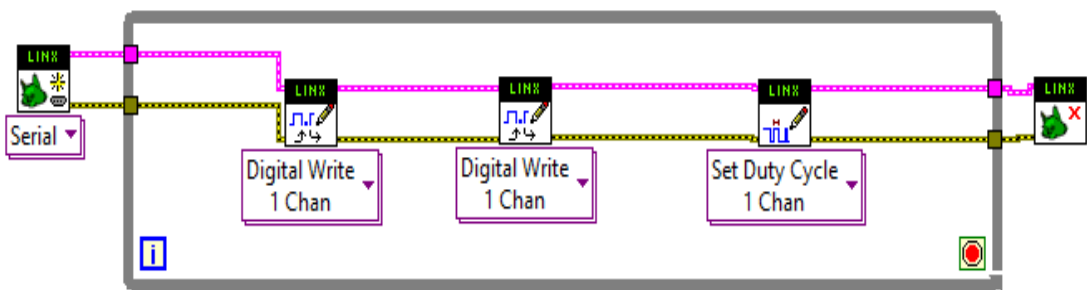 LINX
Serial
LINX
Digital Write
1 Chan
LINX
Digital Write
1 Chan
LINX
Set Duty Cycle
1 Chan
LINX
i